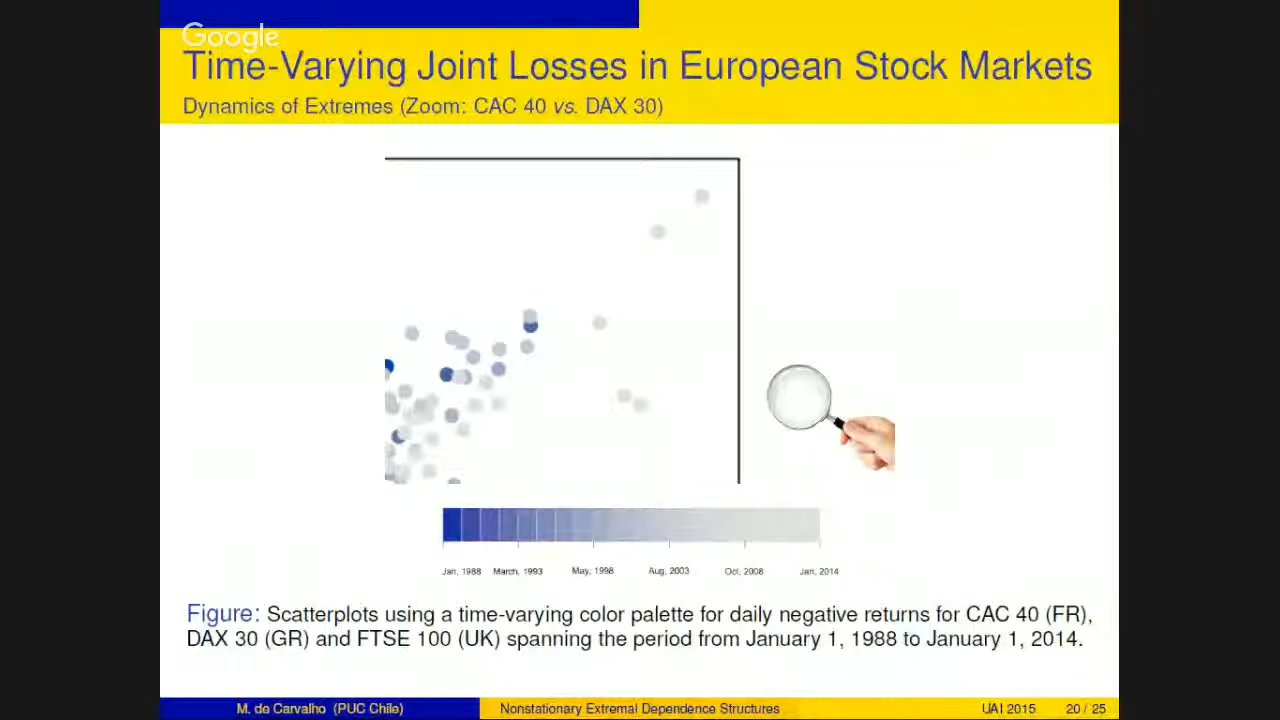 Google
Time-Varying Joint Losses in European Stock Markets
Dynamics of Extremes (Zoom: CAC 40 vs. DAX 30)
Jan, 1988 March, 1993 May, 1998 Aug, 2003 Oct, 2008 Jan, 2014
Figure: Scatterplots using a time-varying color palette for daily negative returns for CAC 40 (FR),
DAX 30 (GR) and FTSE 100 (UK) spanning the period from January 1, 1988 to January 1, 2014.
M. de Carvalho (PUC Chile) Nonstationary Extremal Dependence Structures UAI 2015 20 / 25